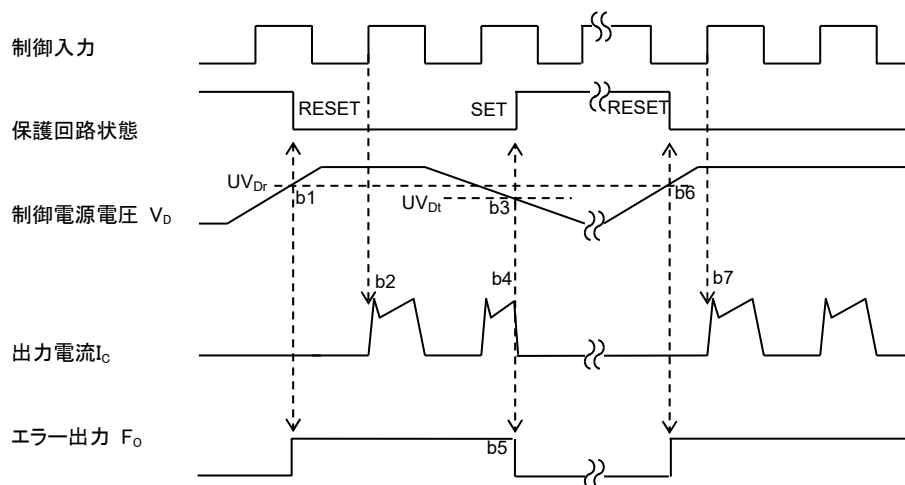 制御入力
RESET
SET
RESET
保護回路状態
UVDr
b1
b6
UVDt
b3
制御電源電圧 VD
b2
b4
b7
出力電流IC
エラー出力 FO
b5